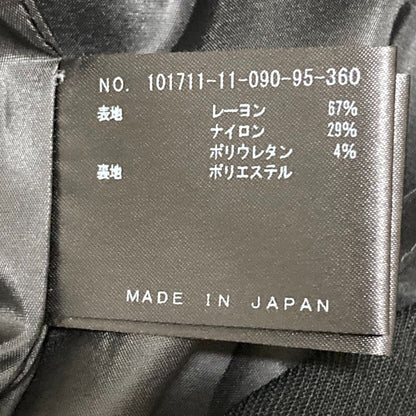 NO. 101711-11-090-95-360
表地 レーヨン 67%
ナイロン 29%
ポリウレタン 4%
裏地 ポリエステル
MADE IN JAPAN